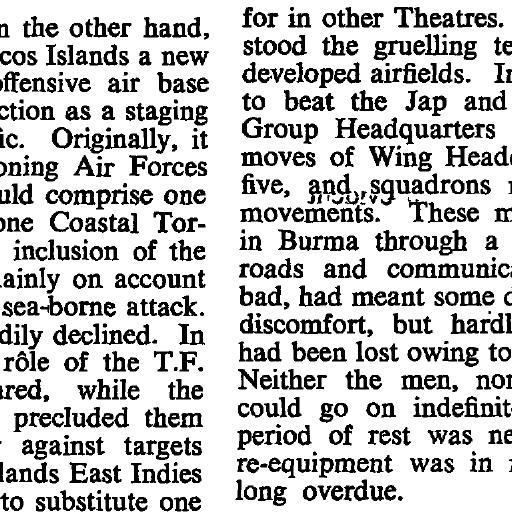 n the other hand,
cos Islands a new
offensive air base
ction as a staging
ic. Originally, it
oning Air Forces
uld comprise one
one Coastal Tor-
inclusion of the
ainly on account
sea-borne attack.
dily declined. In
rôle of the T.F.
ared, while the
precluded them
against targets
lands East Indies
to substitute one
for in other Theatres.
stood the gruelling te
developed airfields. In
to beat the Jap and
Group Headquarters
moves of Wing Head
five, and squadrons
movements. These m
in Burma through a
roads and communica
bad, had meant some d
discomfort, but hardl
had been lost owing to
Neither the men, nor
could go on indefinit
period of rest was ne
re-equipment was in
long overdue.